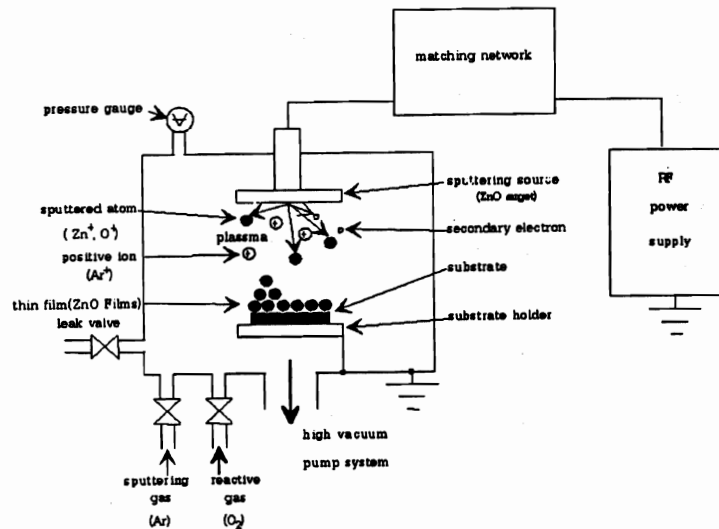 matching network
pressure gauge
RF
power
supply
sputtering source
(ZnO target)
sputtered atom
( Zn⁺, O⁺)
secondary electron
plassma
positive ion
(Ar⁺)
substrate
thin film(ZnO Films)
leak valve
substrate holder
high vacuum
pump system
sputtering
gas
(Ar)
reactive
gas
(O₂)